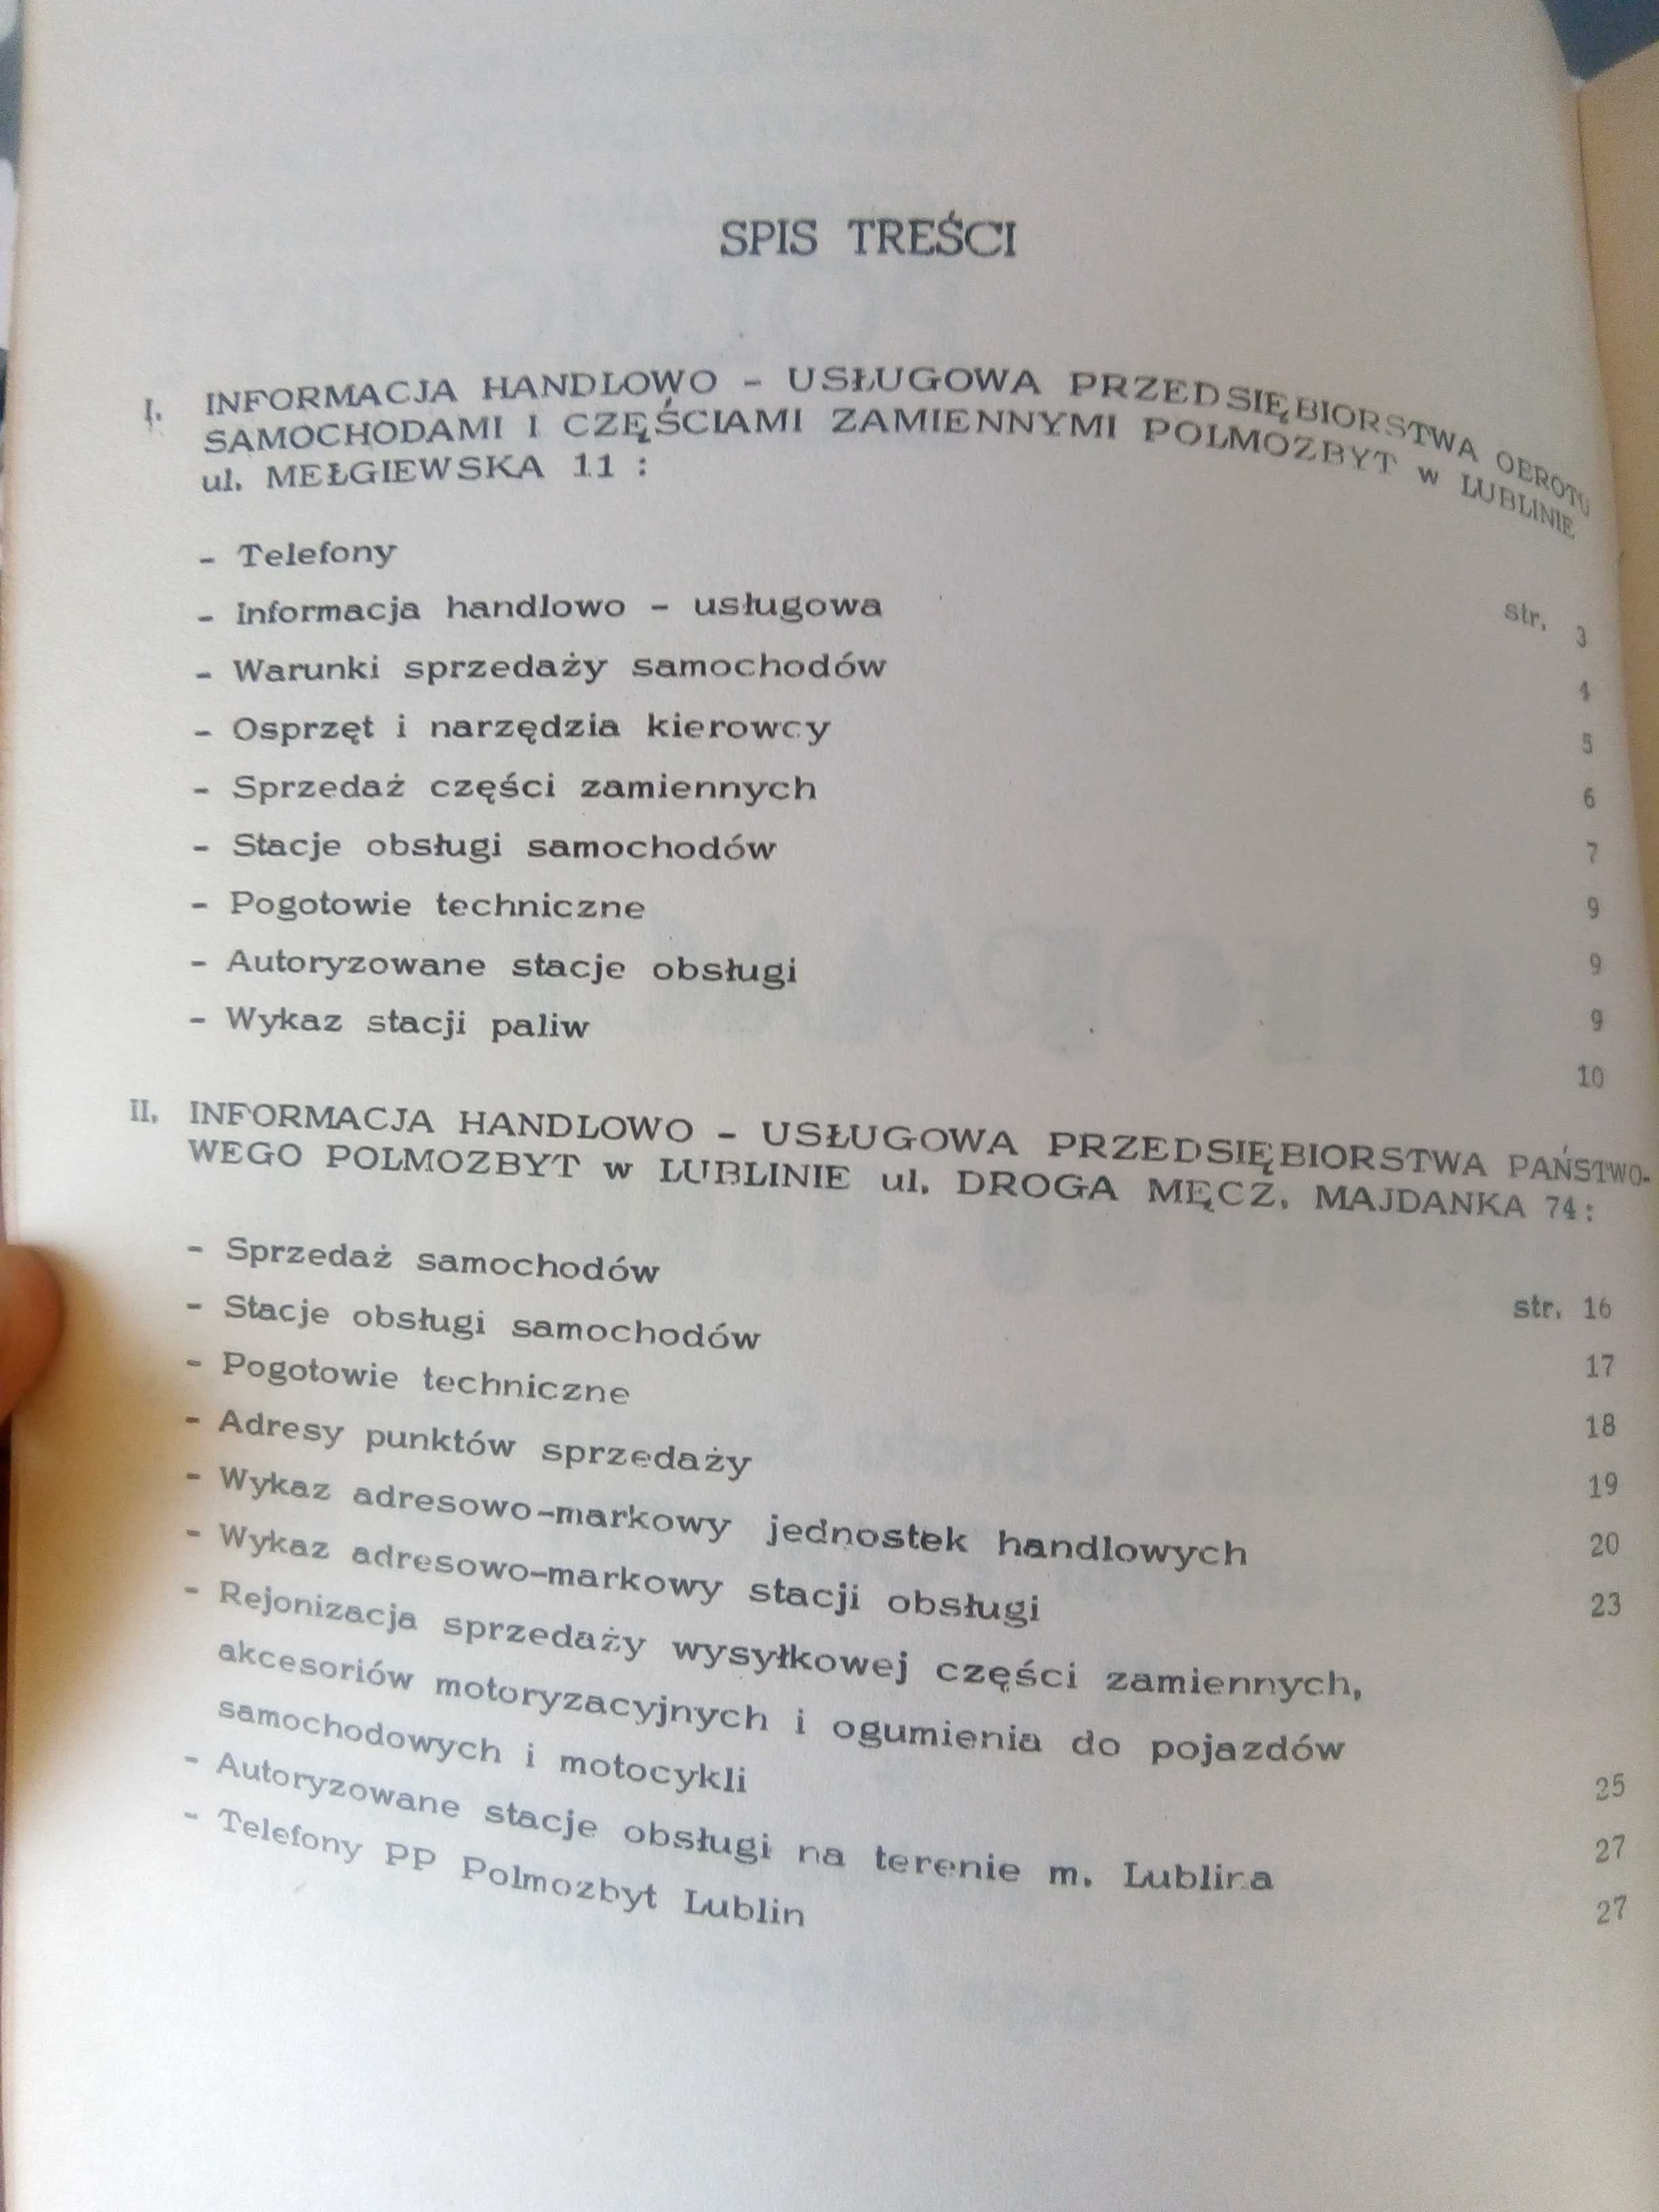 SPIS TREŚCI
I. INFORMACJA HANDLOWO - USŁUGOWA PRZEDSIĘBIORSTWA OBROTU
SAMOCHODAMI I CZĘŚCIAMI ZAMIENNYMI POLMOZBYT w LUBLINIE
ul. MEŁGIEWSKA 11 :
- Telefony str. 3
- Informacja handlowo - usługowa 4
- Warunki sprzedaży samochodów 5
- Osprzęt i narzędzia kierowcy 6
- Sprzedaż części zamiennych 7
- Stacje obsługi samochodów 9
- Pogotowie techniczne 9
- Autoryzowane stacje obsługi 9
- Wykaz stacji paliw 10
II. INFORMACJA HANDLOWO - USŁUGOWA PRZEDSIĘBIORSTWA PAŃSTWO-
WEGO POLMOZBYT w LUBLINIE ul. DROGA MĘCZ. MAJDANKA 74:
- Sprzedaż samochodów str. 16
- Stacje obsługi samochodów 17
- Pogotowie techniczne 18
- Adresy punktów sprzedaży 19
- Wykaz adresowo-markowy jednostek handlowych 20
- Wykaz adresowo-markowy stacji obsługi 23
- Rejonizacja sprzedaży wysyłkowej części zamiennych,
akcesoriów motoryzacyjnych i ogumienia do pojazdów
samochodowych i motocykli 25
- Autoryzowane stacje obsługi na terenie m. Lublina 27
- Telefony PP Polmozbyt Lublin 27